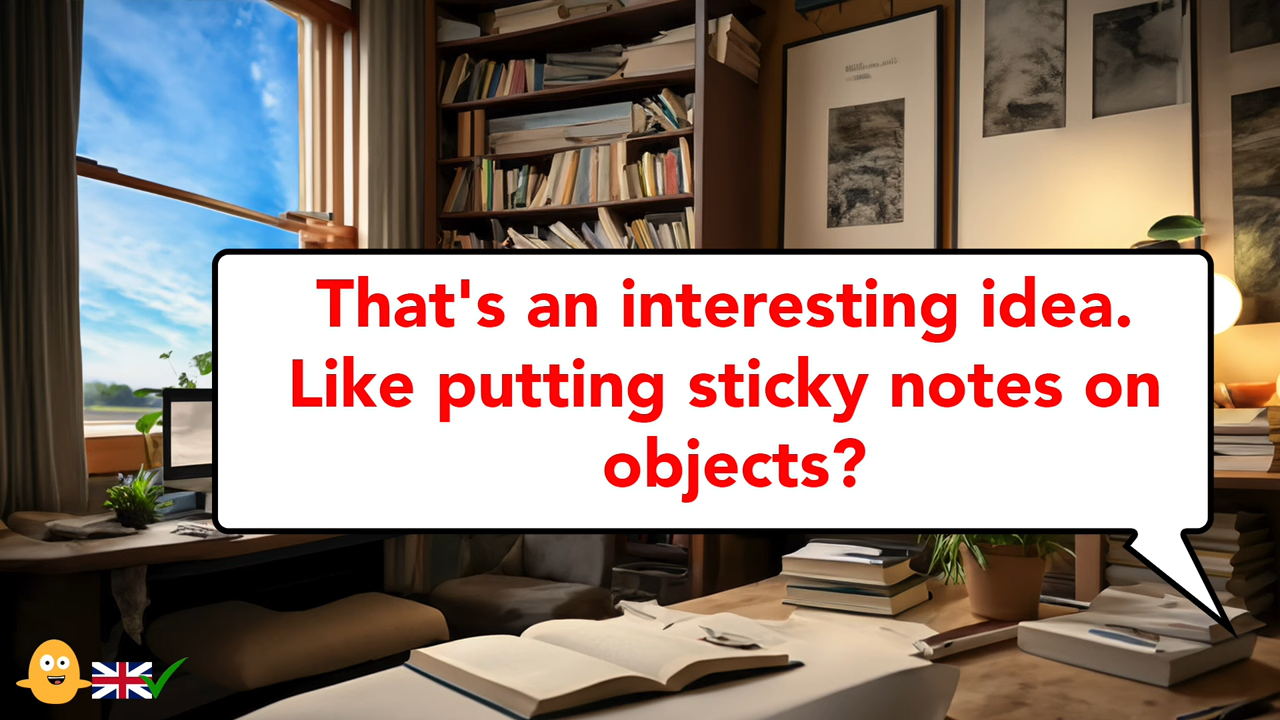 That's an interesting idea.
Like putting sticky notes on
objects?